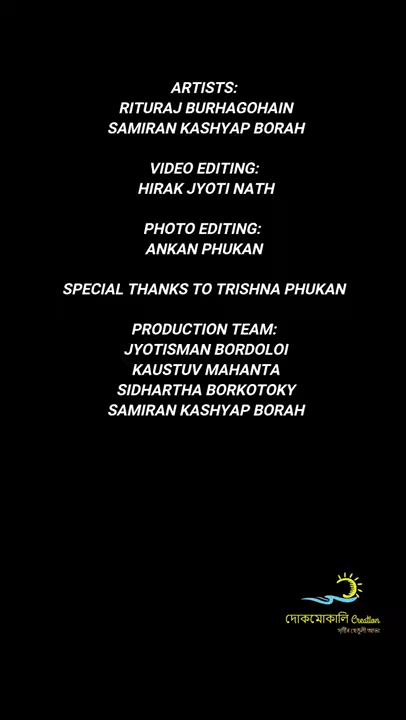 ARTISTS:
RITURAJ BURHAGOHAIN
SAMIRAN KASHYAP BORAH
VIDEO EDITING:
HIRAK JYOTI NATH
PHOTO EDITING:
ANKAN PHUKAN
SPECIAL THANKS TO TRISHNA PHUKAN
PRODUCTION TEAM:
JYOTISMAN BORDOLOI
KAUSTUV MAHANTA
SIDHARTHA BORKOTOKY
SAMIRAN KASHYAP BORAH
দোকমোকালি Creation
সৃষ্টিৰ সেন্দুৰী আভা